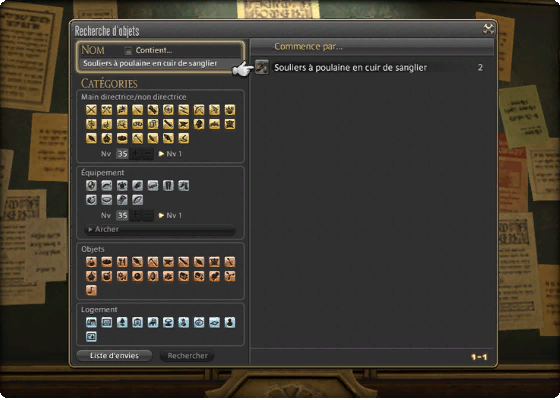 Recherche d'objets
NOM Contient...
Souliers à poulaine en cuir de sanglier
CATÉGORIES
Main directrice/non directrice
Nv 35 Nv 1
Équipement
Nv 35 Nv 1
Archer
Objets
Logement
Liste d'envies Rechercher
Commence par...
Souliers à poulaine en cuir de sanglier 2
1-1